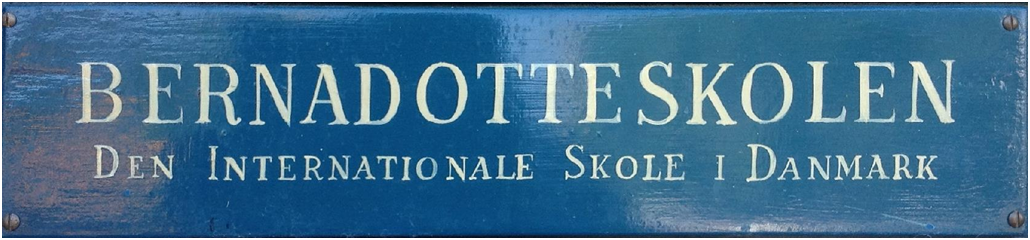 BERNADOTTESKOLEN
DEN INTERNATIONALE SKOLE I DANMARK